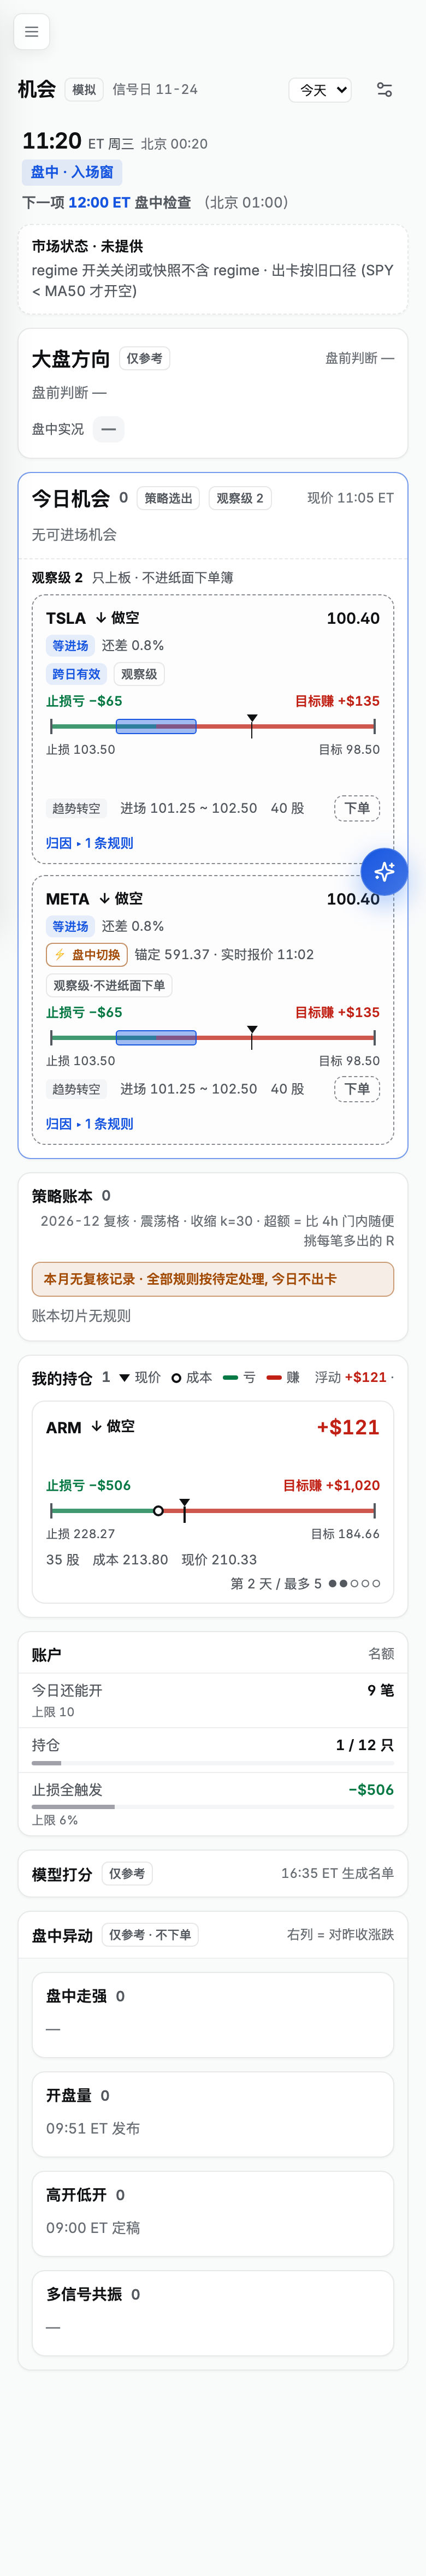 机会 模拟 信号日 11-24 今天
11:20 ET 周三 北京 00:20
盘中 · 入场窗
下一项 12:00 ET 盘中检查 （北京 01:00）
市场状态 · 未提供
regime 开关关闭或快照不含 regime · 出卡按旧口径 (SPY
< MA50 才开空)
大盘方向 仅参考 盘前判断 —
盘前判断 —
盘中实况 —
今日机会 0 策略选出 观察级 2 现价 11:05 ET
无可进场机会
观察级 2 只上板 · 不进纸面下单簿
TSLA ↓ 做空 100.40
等进场 还差 0.8%
跨日有效 观察级
止损亏 −$65 目标赚 +$135
止损 103.50 目标 98.50
趋势转空 进场 101.25 ~ 102.50 40 股 下单
归因 ▸ 1 条规则
META ↓ 做空 100.40
等进场 还差 0.8%
⚡ 盘中切换 锚定 591.37 · 实时报价 11:02
观察级·不进纸面下单
止损亏 −$65 目标赚 +$135
止损 103.50 目标 98.50
趋势转空 进场 101.25 ~ 102.50 40 股 下单
归因 ▸ 1 条规则
策略账本 0
2026-12 复核 · 震荡格 · 收缩 k=30 · 超额 = 比 4h 门内随便
挑每笔多出的 R
本月无复核记录 · 全部规则按待定处理, 今日不出卡
账本切片无规则
我的持仓 1 ▼ 现价 成本 亏 赚 浮动 +$121 ·
ARM ↓ 做空 +$121
止损亏 −$506 目标赚 +$1,020
止损 228.27 目标 184.66
35 股 成本 213.80 现价 210.33
第 2 天 / 最多 5 ●●○○○
账户 名额
今日还能开 9 笔
上限 10
持仓 1 / 12 只
止损全触发 −$506
上限 6%
模型打分 仅参考 16:35 ET 生成名单
盘中异动 仅参考 · 不下单 右列 = 对昨收涨跌
盘中走强 0
—
开盘量 0
09:51 ET 发布
高开低开 0
09:00 ET 定稿
多信号共振 0
—